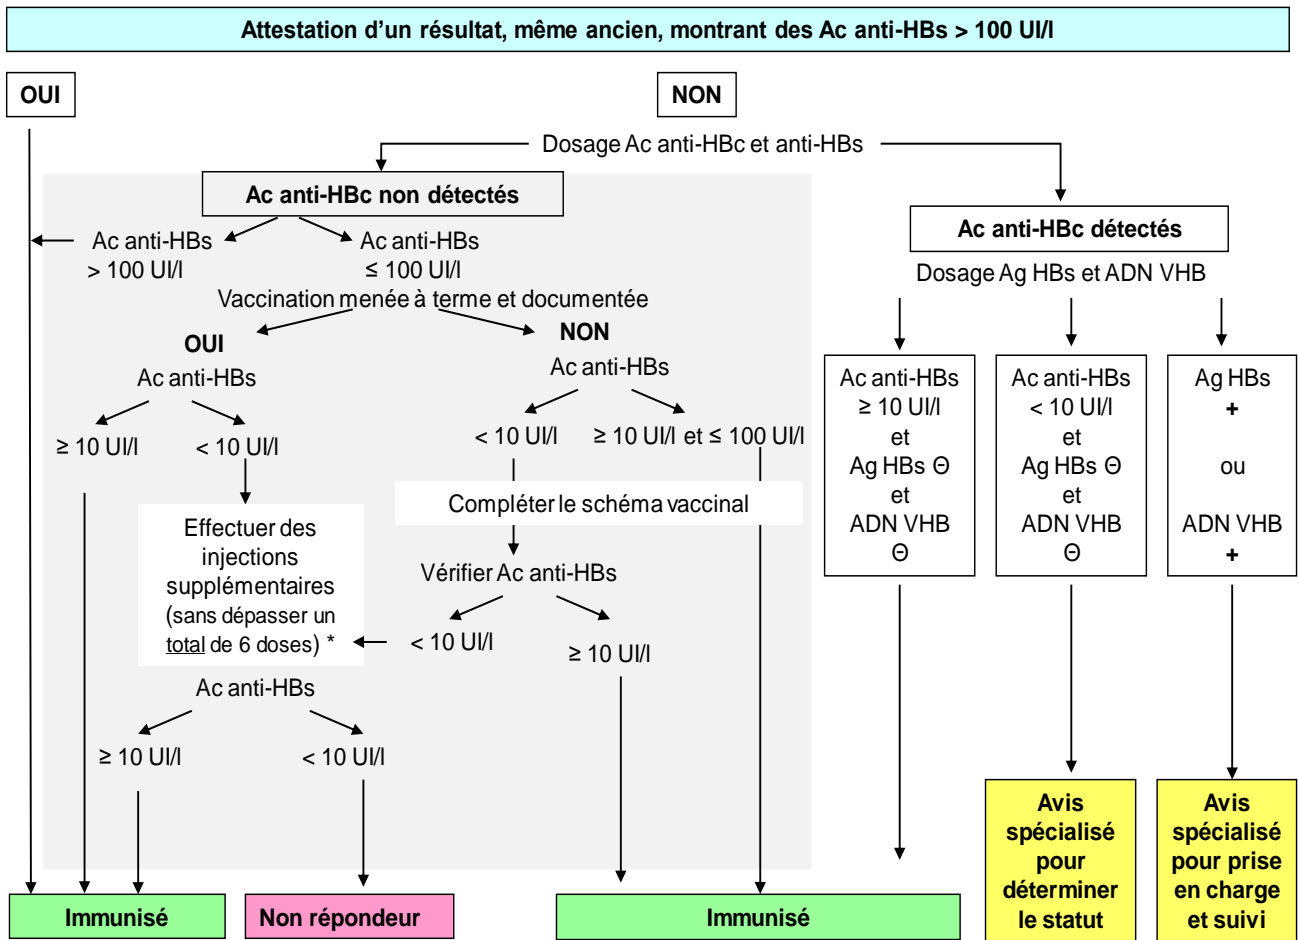 Attestation d'un résultat, même ancien, montrant des Ac anti-HBs > 100 UI/l
OUI
NON
Dosage Ac anti-HBc et anti-HBs
Ac anti-HBc non détectés
Ac anti-HBs
> 100 UI/l
Ac anti-HBs
≤ 100 UI/l
Vaccination menée à terme et documentée
OUI
Ac anti-HBs
≥ 10 UI/l
< 10 UI/l
NON
Ac anti-HBs
< 10 UI/l
≥ 10 UI/l et ≤ 100 UI/l
Effectuer des
injections
supplémentaires
(sans dépasser un
total de 6 doses) *
Compléter le schéma vaccinal
Vérifier Ac anti-HBs
< 10 UI/l
≥ 10 UI/l
Ac anti-HBs
≥ 10 UI/l
< 10 UI/l
Ac anti-HBc détectés
Dosage Ag HBs et ADN VHB
Ac anti-HBs
≥ 10 UI/l
et
Ag HBs Θ
et
ADN VHB
Θ
Ac anti-HBs
< 10 UI/l
et
Ag HBs Θ
et
ADN VHB
Θ
Ag HBs
+
ou
ADN VHB
+
Immunisé
Non répondeur
Immunisé
Avis
spécialisé
pour
déterminer
le statut
Avis
spécialisé
pour prise
en charge
et suivi